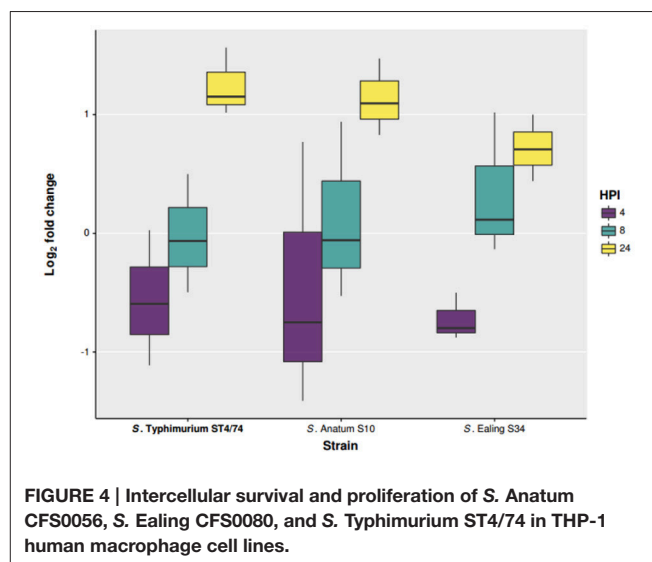 1
0
-1
Log2 fold change
HPI
4
8
24
S. Typhimurium ST4/74
S. Anatum S10
S. Ealing S34
Strain
FIGURE 4 | Intercellular survival and proliferation of S. Anatum
CFS0056, S. Ealing CFS0080, and S. Typhimurium ST4/74 in THP-1
human macrophage cell lines.